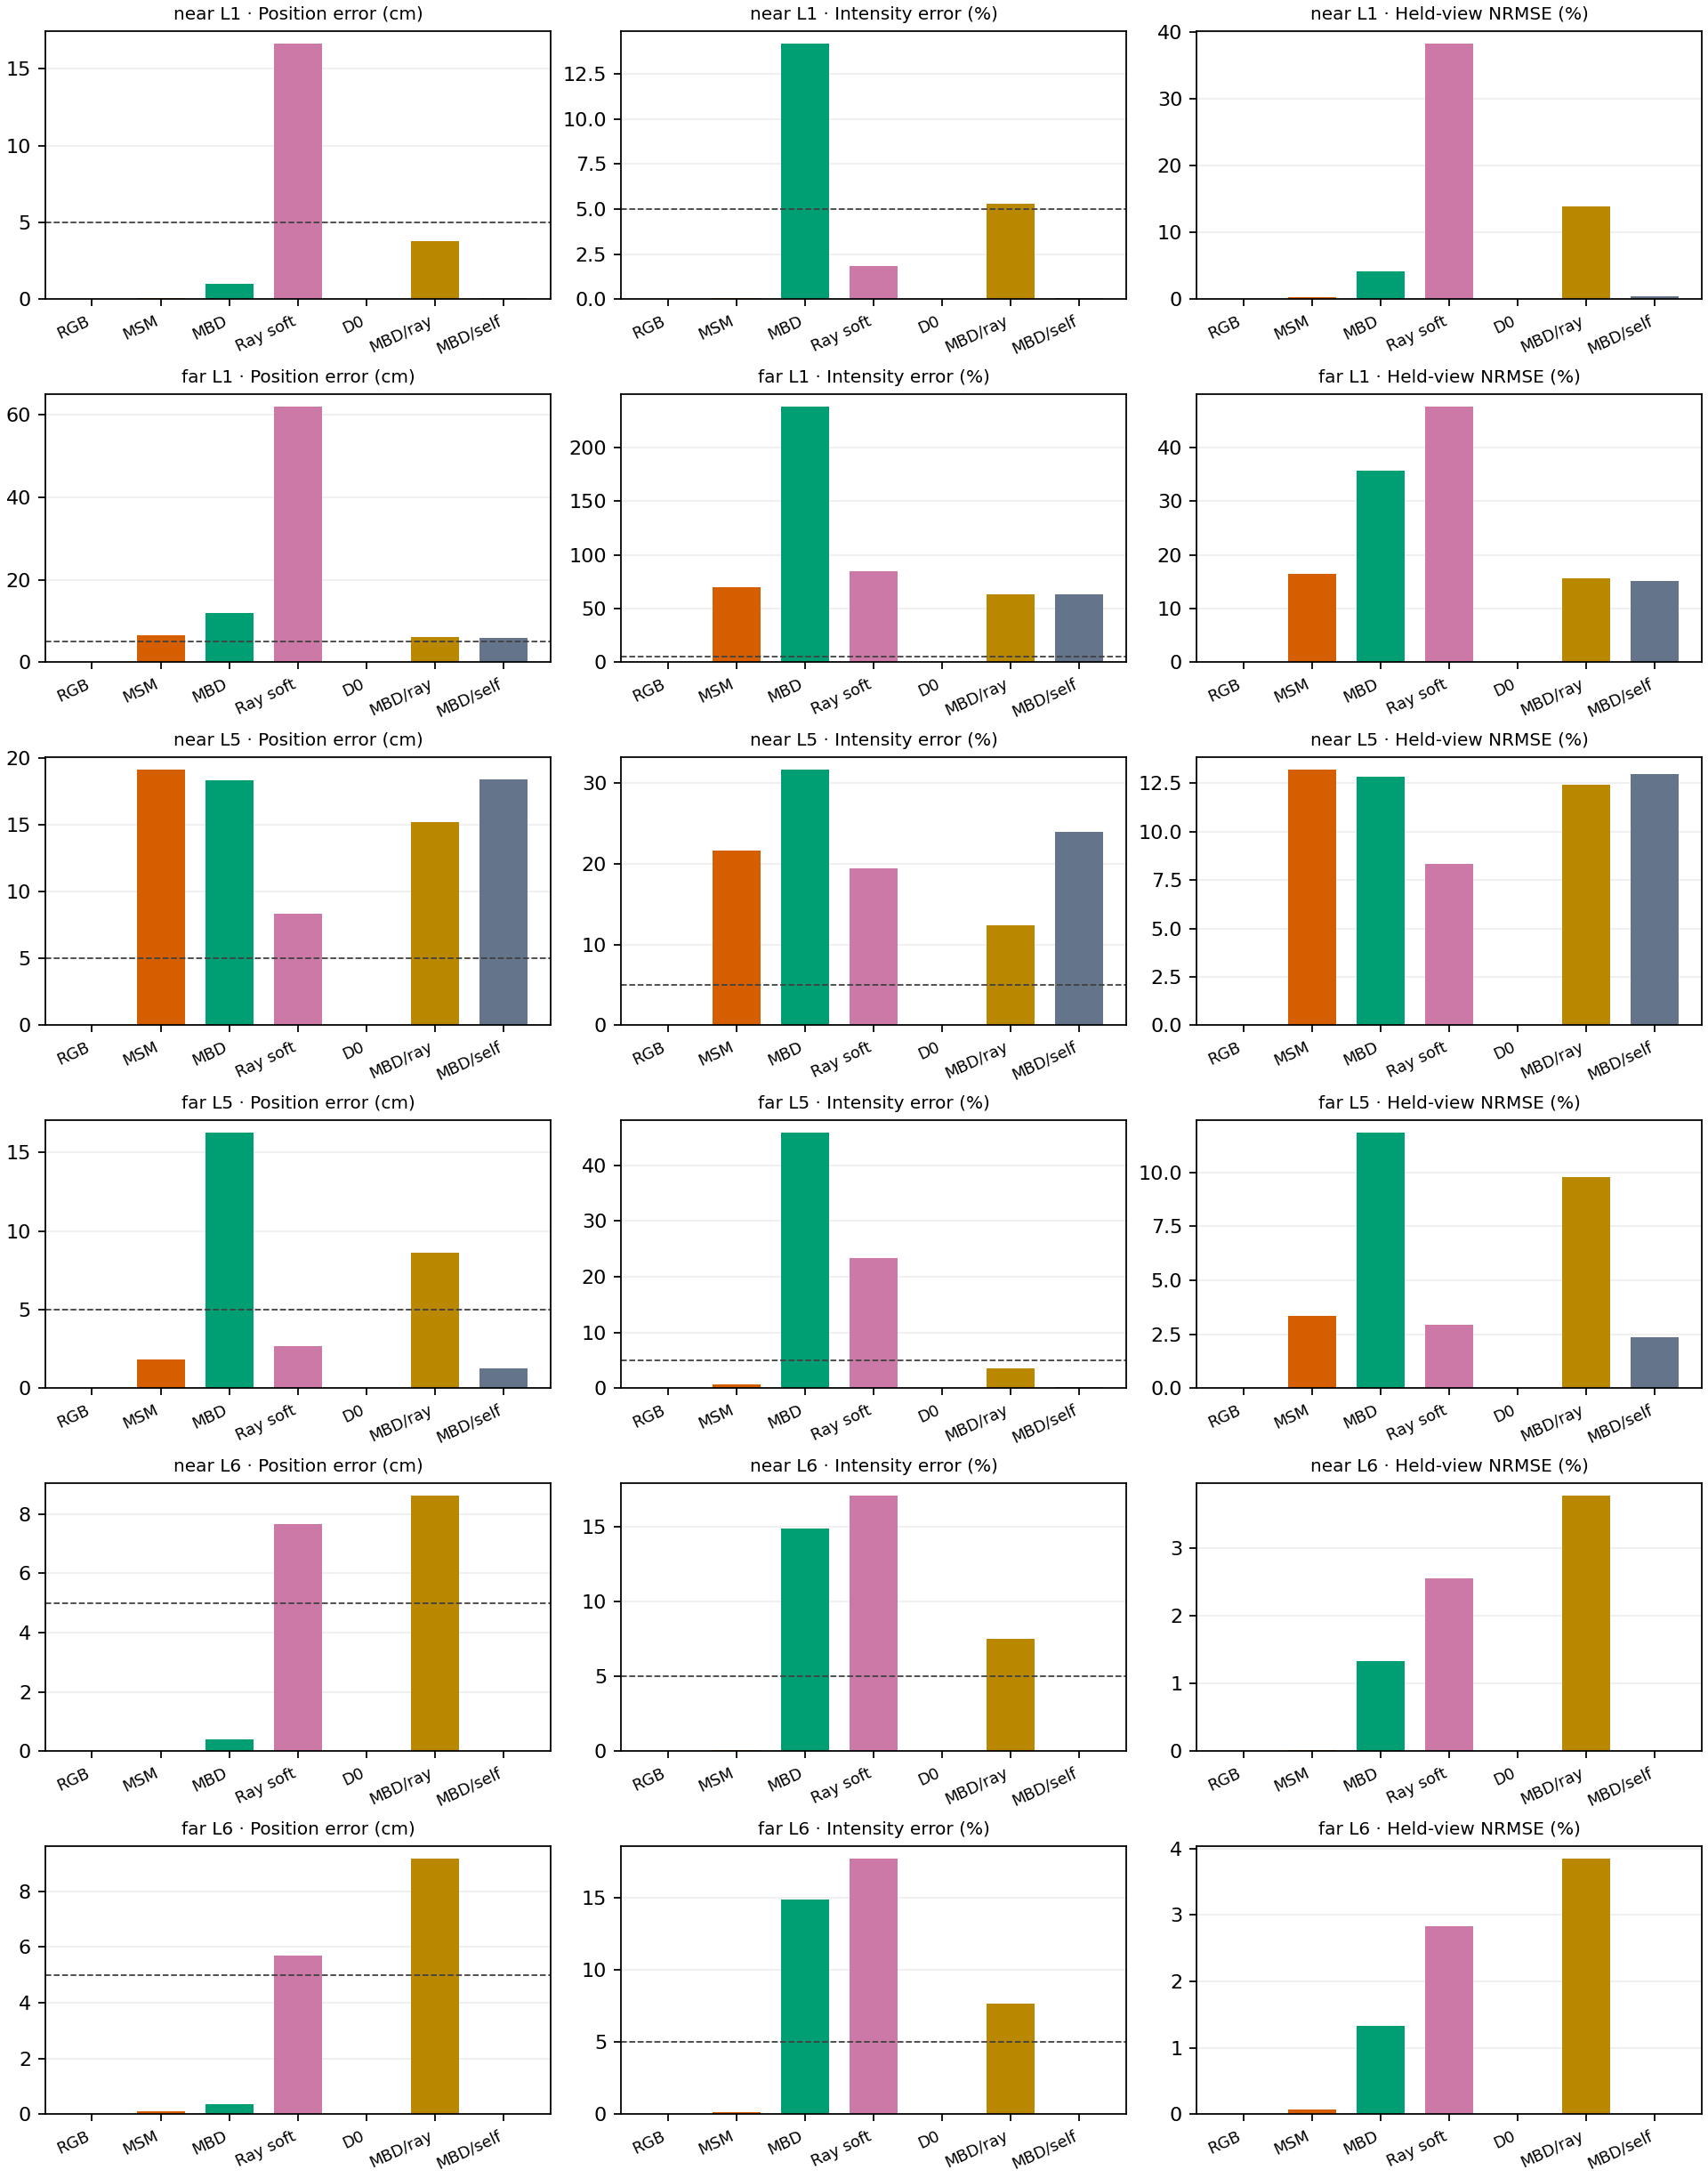 near L1 · Position error (cm)
15
10
5
0
RGB
MSM
MBD
Ray soft
D0
MBD/ray
MBD/self
near L1 · Intensity error (%)
12.5
10.0
7.5
5.0
2.5
0.0
RGB
MSM
MBD
Ray soft
D0
MBD/ray
MBD/self
near L1 · Held-view NRMSE (%)
40
30
20
10
0
RGB
MSM
MBD
Ray soft
D0
MBD/ray
MBD/self
far L1 · Position error (cm)
60
40
20
0
RGB
MSM
MBD
Ray soft
D0
MBD/ray
MBD/self
far L1 · Intensity error (%)
200
150
100
50
0
RGB
MSM
MBD
Ray soft
D0
MBD/ray
MBD/self
far L1 · Held-view NRMSE (%)
40
30
20
10
0
RGB
MSM
MBD
Ray soft
D0
MBD/ray
MBD/self
near L5 · Position error (cm)
20
15
10
5
0
RGB
MSM
MBD
Ray soft
D0
MBD/ray
MBD/self
near L5 · Intensity error (%)
30
20
10
0
RGB
MSM
MBD
Ray soft
D0
MBD/ray
MBD/self
near L5 · Held-view NRMSE (%)
12.5
10.0
7.5
5.0
2.5
0.0
RGB
MSM
MBD
Ray soft
D0
MBD/ray
MBD/self
far L5 · Position error (cm)
15
10
5
0
RGB
MSM
MBD
Ray soft
D0
MBD/ray
MBD/self
far L5 · Intensity error (%)
40
30
20
10
0
RGB
MSM
MBD
Ray soft
D0
MBD/ray
MBD/self
far L5 · Held-view NRMSE (%)
10.0
7.5
5.0
2.5
0.0
RGB
MSM
MBD
Ray soft
D0
MBD/ray
MBD/self
near L6 · Position error (cm)
8
6
4
2
0
RGB
MSM
MBD
Ray soft
D0
MBD/ray
MBD/self
near L6 · Intensity error (%)
15
10
5
0
RGB
MSM
MBD
Ray soft
D0
MBD/ray
MBD/self
near L6 · Held-view NRMSE (%)
3
2
1
0
RGB
MSM
MBD
Ray soft
D0
MBD/ray
MBD/self
far L6 · Position error (cm)
8
6
4
2
0
RGB
MSM
MBD
Ray soft
D0
MBD/ray
MBD/self
far L6 · Intensity error (%)
15
10
5
0
RGB
MSM
MBD
Ray soft
D0
MBD/ray
MBD/self
far L6 · Held-view NRMSE (%)
4
3
2
1
0
RGB
MSM
MBD
Ray soft
D0
MBD/ray
MBD/self